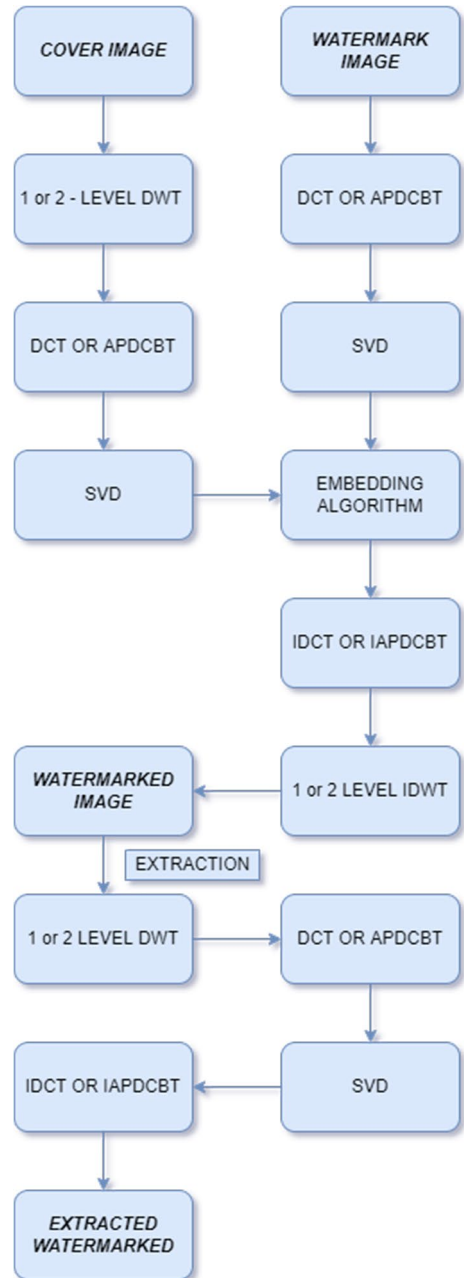 COVER IMAGE
WATERMARK
IMAGE
1 or 2 - LEVEL DWT
DCT OR APDCBT
DCT OR APDCBT
SVD
SVD
EMBEDDING
ALGORITHM
IDCT OR IAPDCBT
WATERMARKED
IMAGE
1 or 2 LEVEL IDWT
EXTRACTION
1 or 2 LEVEL DWT
DCT OR APDCBT
IDCT OR IAPDCBT
SVD
EXTRACTED
WATERMARKED